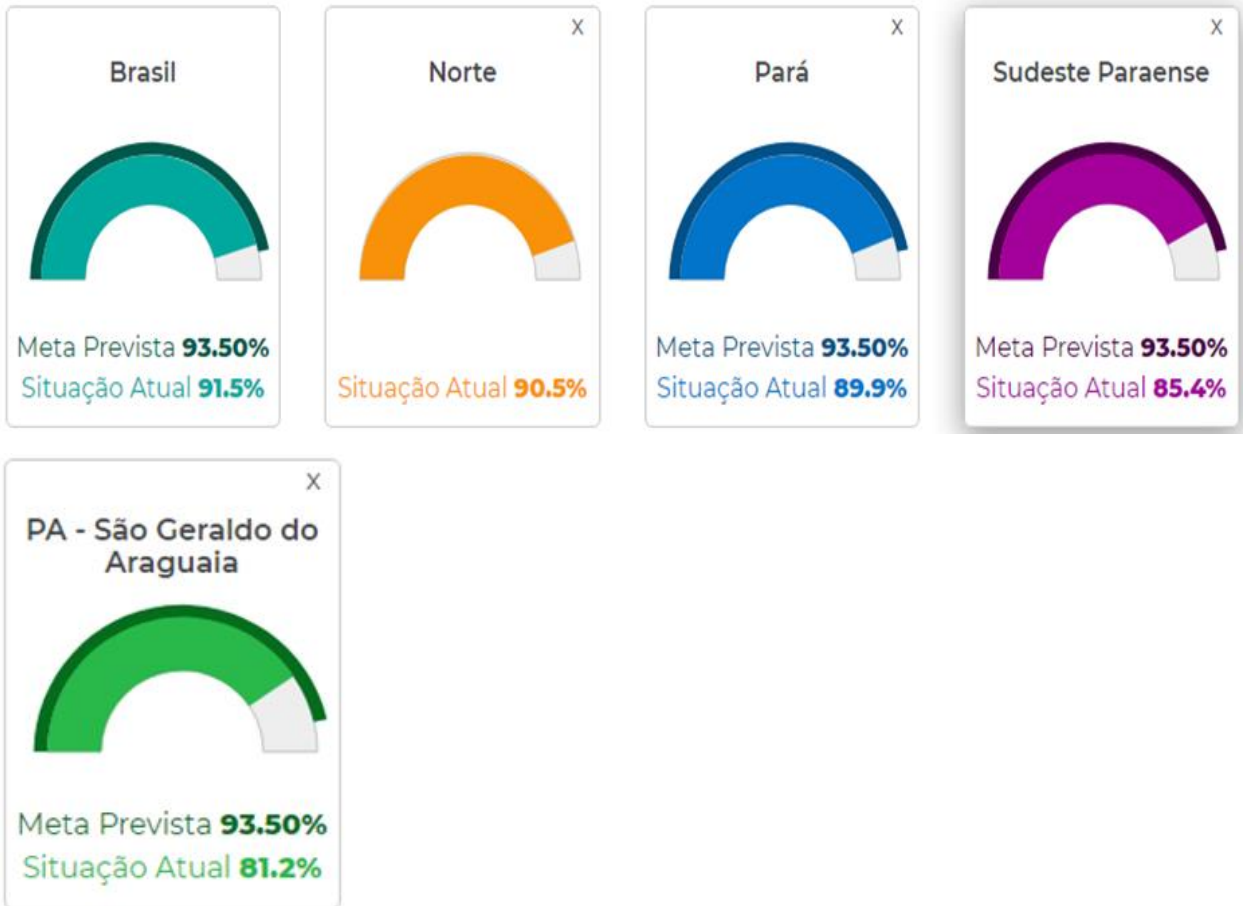 Brasil
Meta Prevista 93.50%
Situação Atual 91.5%
X
Norte
Situação Atual 90.5%
X
Pará
Meta Prevista 93.50%
Situação Atual 89.9%
X
Sudeste Paraense
Meta Prevista 93.50%
Situação Atual 85.4%
X
PA - São Geraldo do
Araguaia
Meta Prevista 93.50%
Situação Atual 81.2%